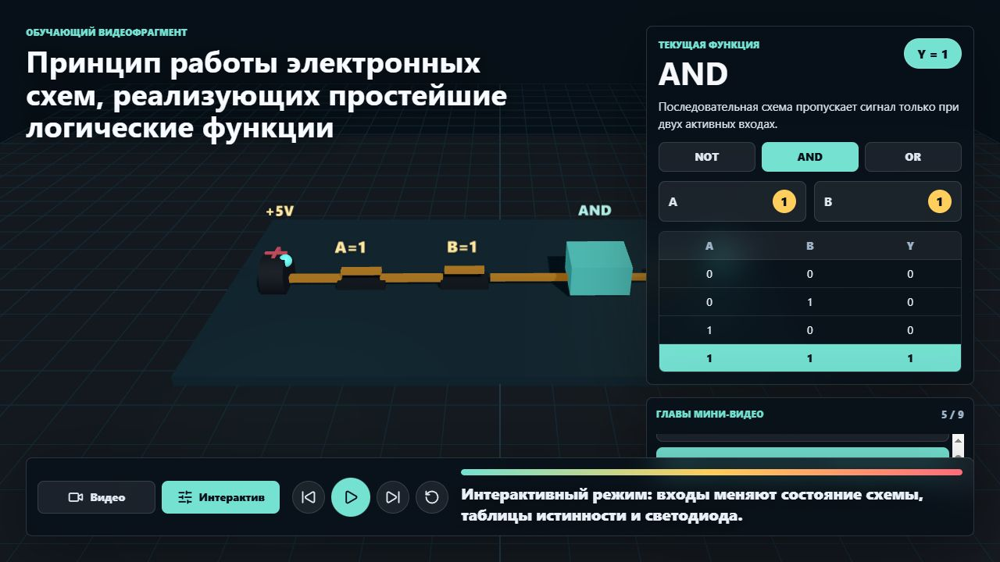 ОБУЧАЮЩИЙ ВИДЕОФРАГМЕНТ
Принцип работы электронных
схем, реализующих простейшие
логические функции
+5V
A=1
B=1
AND
ТЕКУЩАЯ ФУНКЦИЯ
AND
Y = 1
Последовательная схема пропускает сигнал только при
двух активных входах.
NOT AND OR
A 1 B 1
A B Y
0 0 0
0 1 0
1 0 0
1 1 1
ГЛАВЫ МИНИ-ВИДЕО 5 / 9
Видео Интерактив
Интерактивный режим: входы меняют состояние схемы,
таблицы истинности и светодиода.